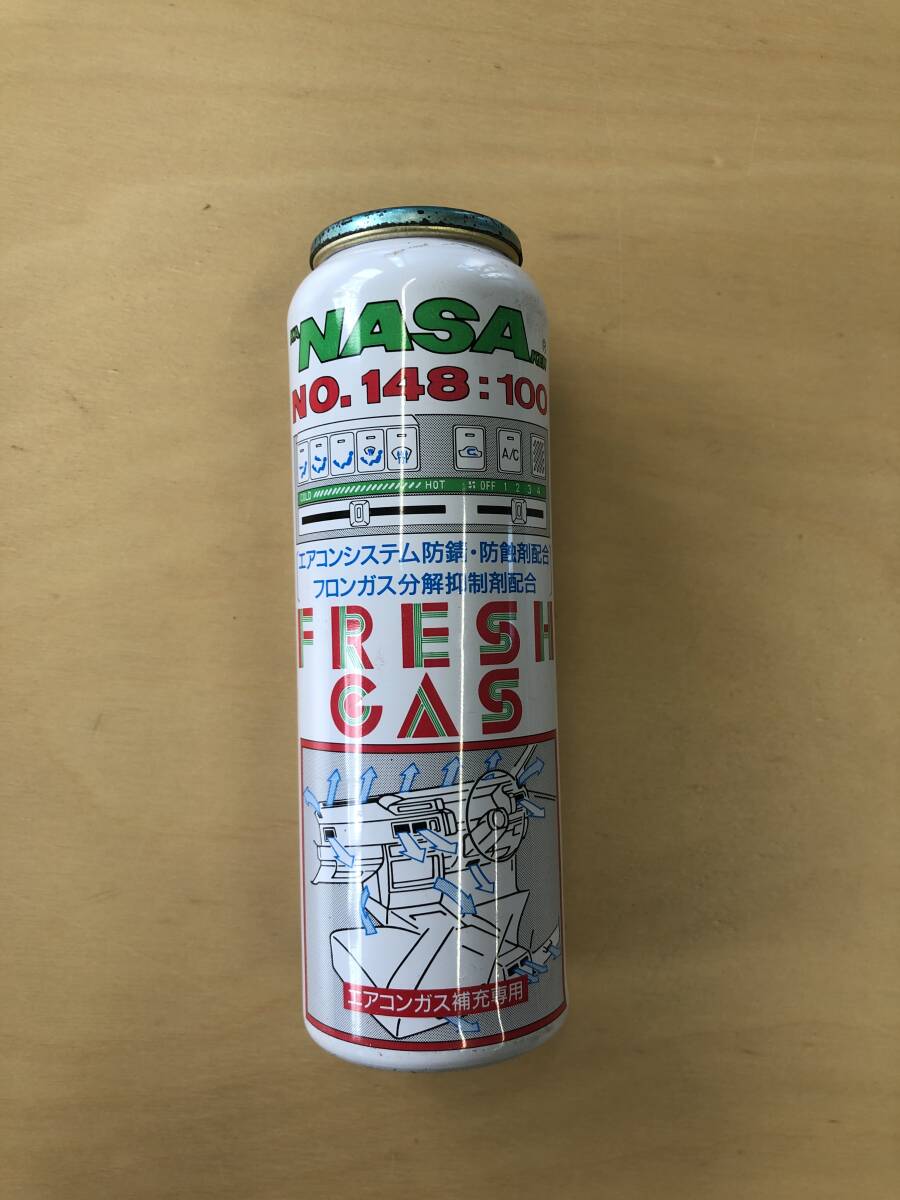 NASA
NO. 148:100
A/C
COLD HOT OFF 1 2 3 4
エアコンシステム防錆・防蝕剤配合
フロンガス分解抑制剤配合
FRESH
GAS
エアコンガス補充専用